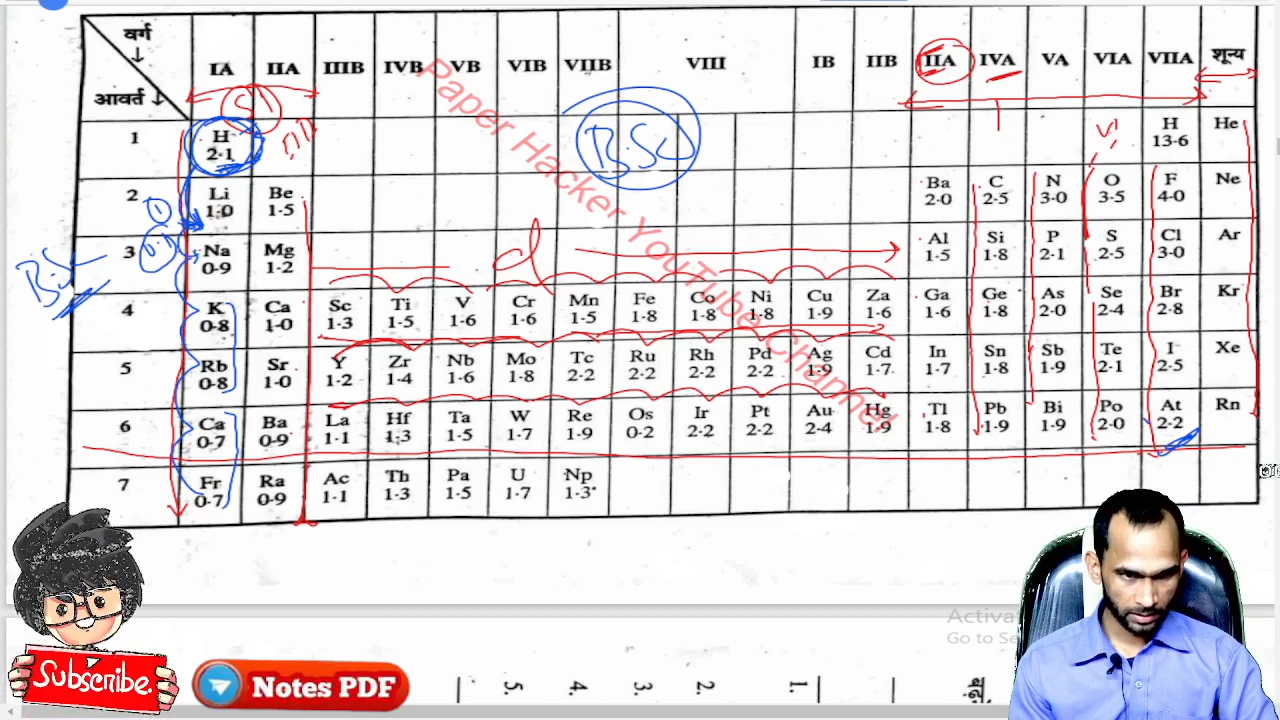 वर्ग ↓ IA IIA IIIB IVB VB VIB VIIB VIII IB IIB IIA IVA VA VIA VIIA शून्य
आवर्त ↓
1 H He
2·1 13·6
H
2 Li Be Ba C N O F Ne
1·0 1·5 2·0 2·5 3·0 3·5 4·0
3 Na Mg Al Si P S Cl Ar
0·9 1·2 1·5 1·8 2·1 2·5 3·0
4 K Ca Sc Ti V Cr Mn Fe Co Ni Cu Za Ga Ge As Se Br Kr
0·8 1·0 1·3 1·5 1·6 1·6 1·5 1·8 1·8 1·8 1·9 1·6 1·6 1·8 2·0 2·4 2·8
5 Rb Sr Y Zr Nb Mo Tc Ru Rh Pd Ag Cd In Sn Sb Te I Xe
0·8 1·0 1·2 1·4 1·6 1·8 2·2 2·2 2·2 2·2 1·9 1·7 1·7 1·8 1·9 2·1 2·5
6 Ca Ba La Hf Ta W Re Os Ir Pt Au Hg Tl Pb Bi Po At Rn
0·7 0·9 1·1 1·3 1·5 1·7 1·9 0·2 2·2 2·2 2·4 1·9 1·8 1·9 1·9 2·0 2·2
7 Fr Ra Ac Th Pa U Np
0·7 0·9 1·1 1·3 1·5 1·7 1·3
Paper Hacker YouTube Channel
B.Sc
d
B.Sc
Activa
Go to Se
Subscribe.
Notes PDF
5. 4. 3. 2. 1.